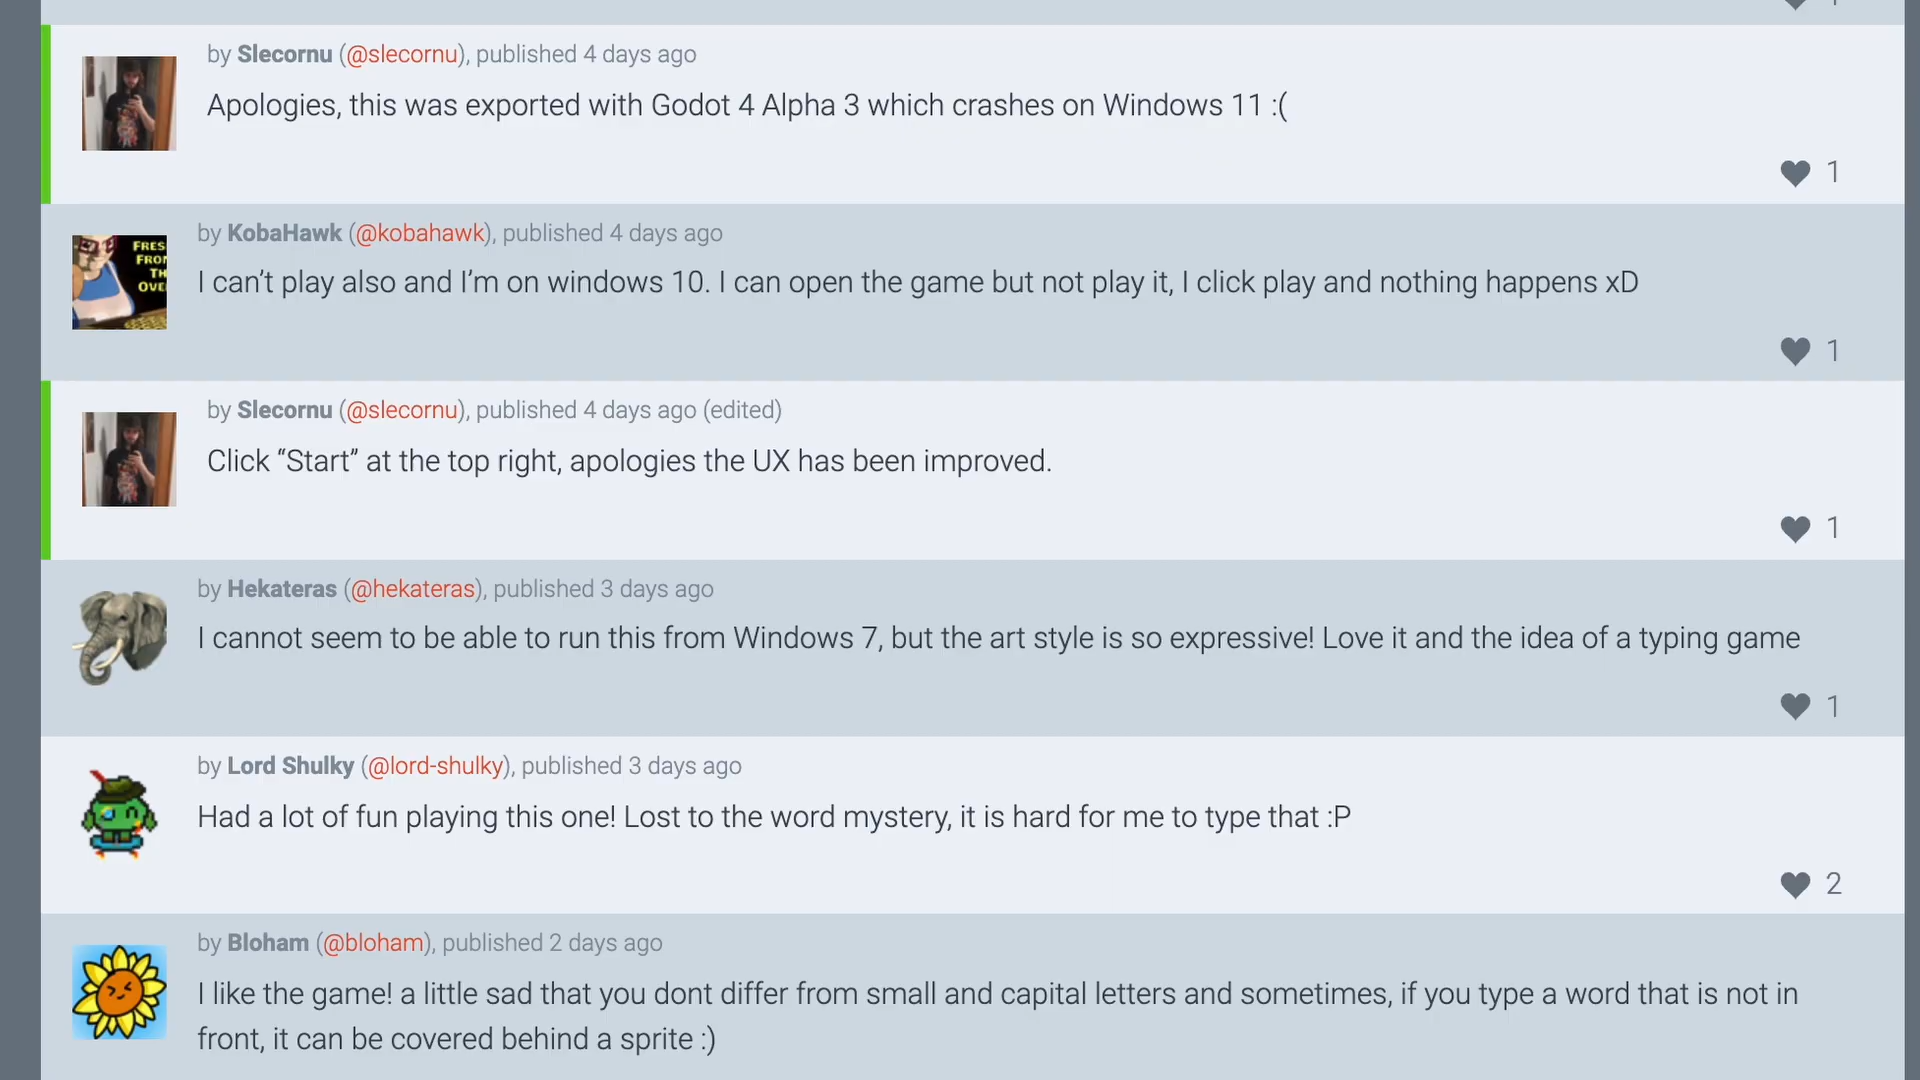 1
by Slecornu (@slecornu), published 4 days ago
Apologies, this was exported with Godot 4 Alpha 3 which crashes on Windows 11 :(
1
by KobaHawk (@kobahawk), published 4 days ago
FRES
FROM
TH
OVE
I can’t play also and I’m on windows 10. I can open the game but not play it, I click play and nothing happens xD
1
by Slecornu (@slecornu), published 4 days ago (edited)
Click “Start” at the top right, apologies the UX has been improved.
1
by Hekateras (@hekateras), published 3 days ago
I cannot seem to be able to run this from Windows 7, but the art style is so expressive! Love it and the idea of a typing game
1
by Lord Shulky (@lord-shulky), published 3 days ago
Had a lot of fun playing this one! Lost to the word mystery, it is hard for me to type that :P
2
by Bloham (@bloham), published 2 days ago
I like the game! a little sad that you dont differ from small and capital letters and sometimes, if you type a word that is not in
front, it can be covered behind a sprite :)